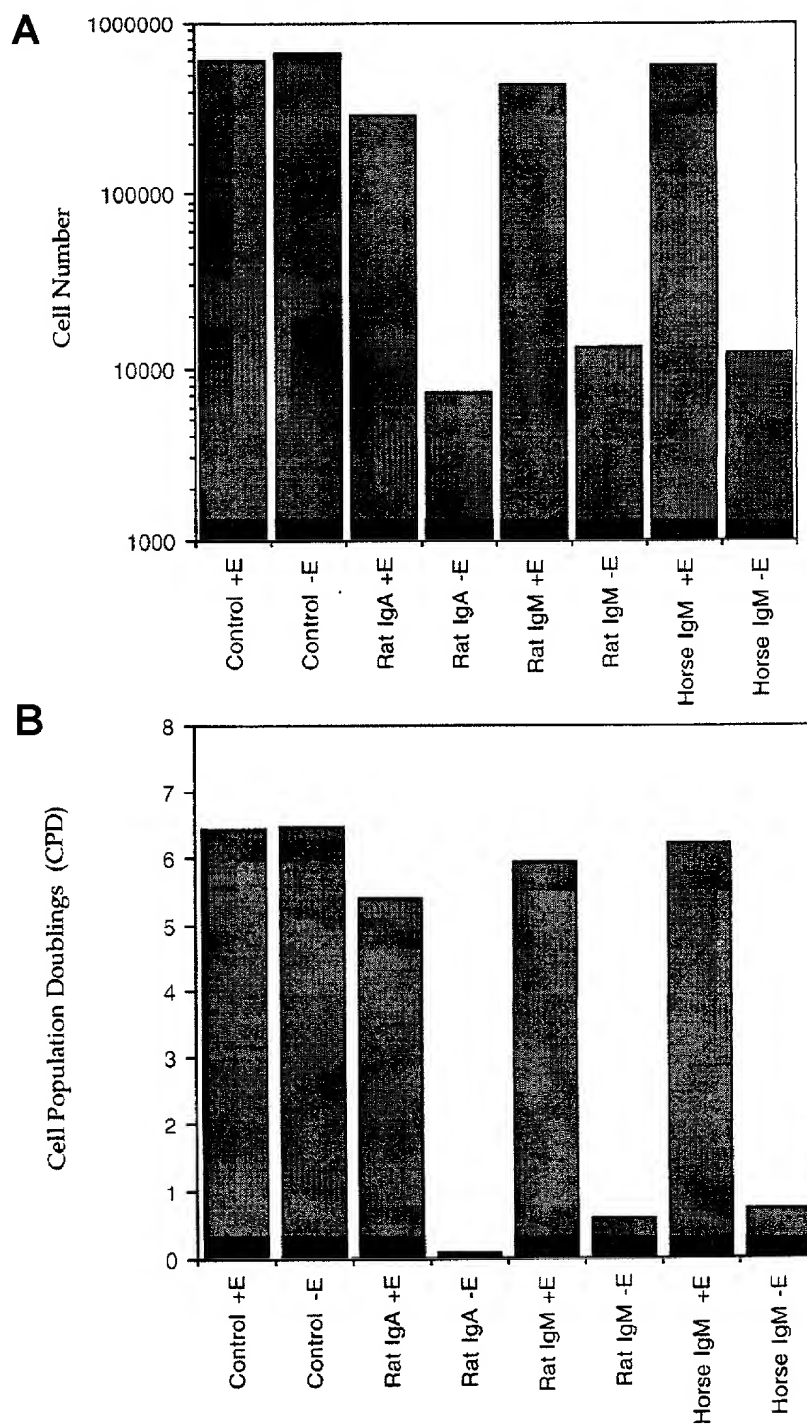 A
1000000
100000
10000
1000
Cell Number
Control +E
Control -E
Rat IgA +E
Rat IgA -E
Rat IgM +E
Rat IgM -E
Horse IgM +E
Horse IgM -E
B
8
7
6
5
4
3
2
1
0
Cell Population Doublings (CPD)
Control +E
Control -E
Rat IgA +E
Rat IgA -E
Rat IgM +E
Rat IgM -E
Horse IgM +E
Horse IgM -E